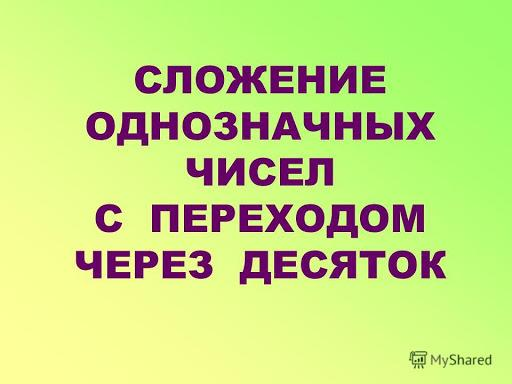 СЛОЖЕНИЕ
ОДНОЗНАЧНЫХ
ЧИСЕЛ
С ПЕРЕХОДОМ
ЧЕРЕЗ ДЕСЯТОК
MyShared